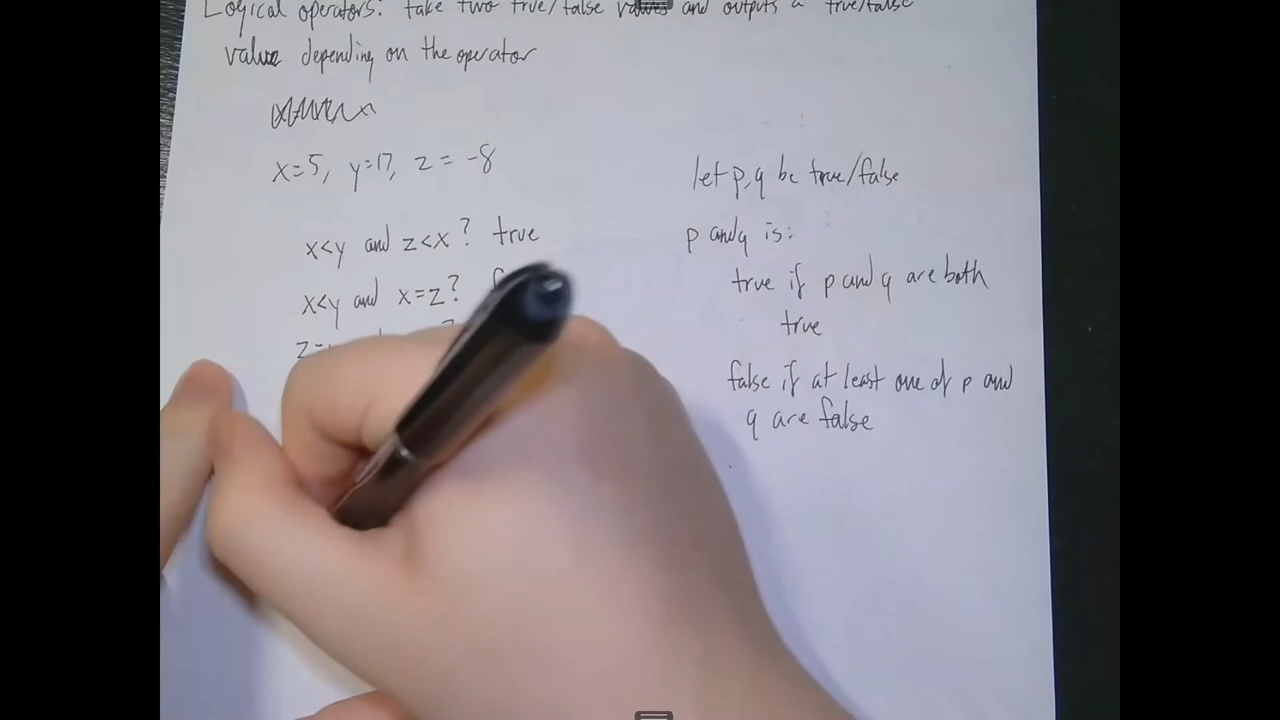 Logical operators: take two true/false values and outputs a true/false
value depending on the operator
x=5, y=17, z = -8
x<y and z<x ? true
x<y and x=z?
let p,q be true/false
p and q is:
true if p and q are both
true
false if at least one of p and
q are false